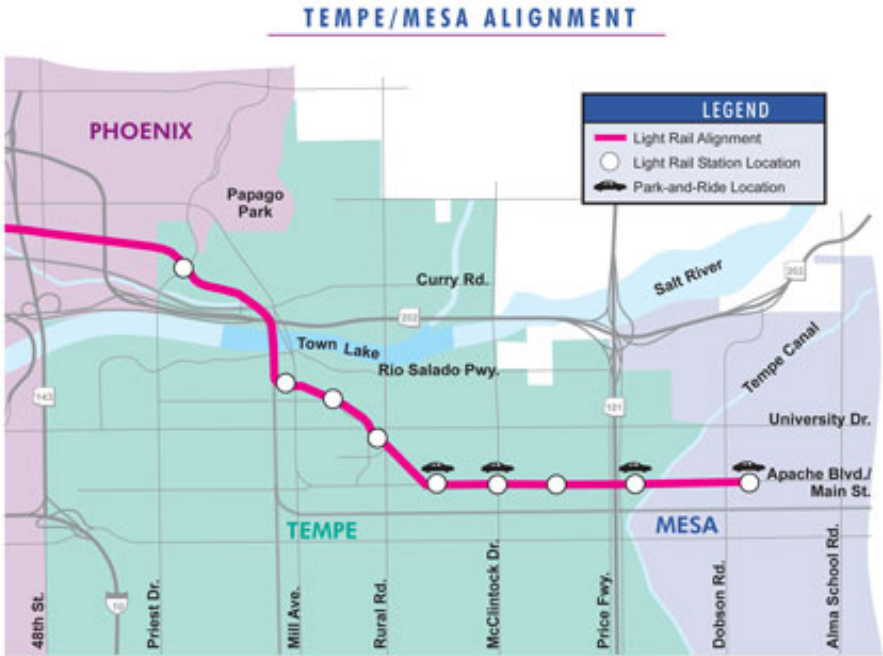 TEMPE/MESA ALIGNMENT
LEGEND
Light Rail Alignment
Light Rail Station Location
Park-and-Ride Location
PHOENIX
Papago
Park
Curry Rd.
Salt River
202
202
Town Lake
Rio Salado Pwy.
Tempe Canal
143
101
University Dr.
Apache Blvd./
Main St.
TEMPE
MESA
10
48th St.
Priest Dr.
Mill Ave.
Rural Rd.
McClintock Dr.
Price Fwy.
Dobson Rd.
Alma School Rd.